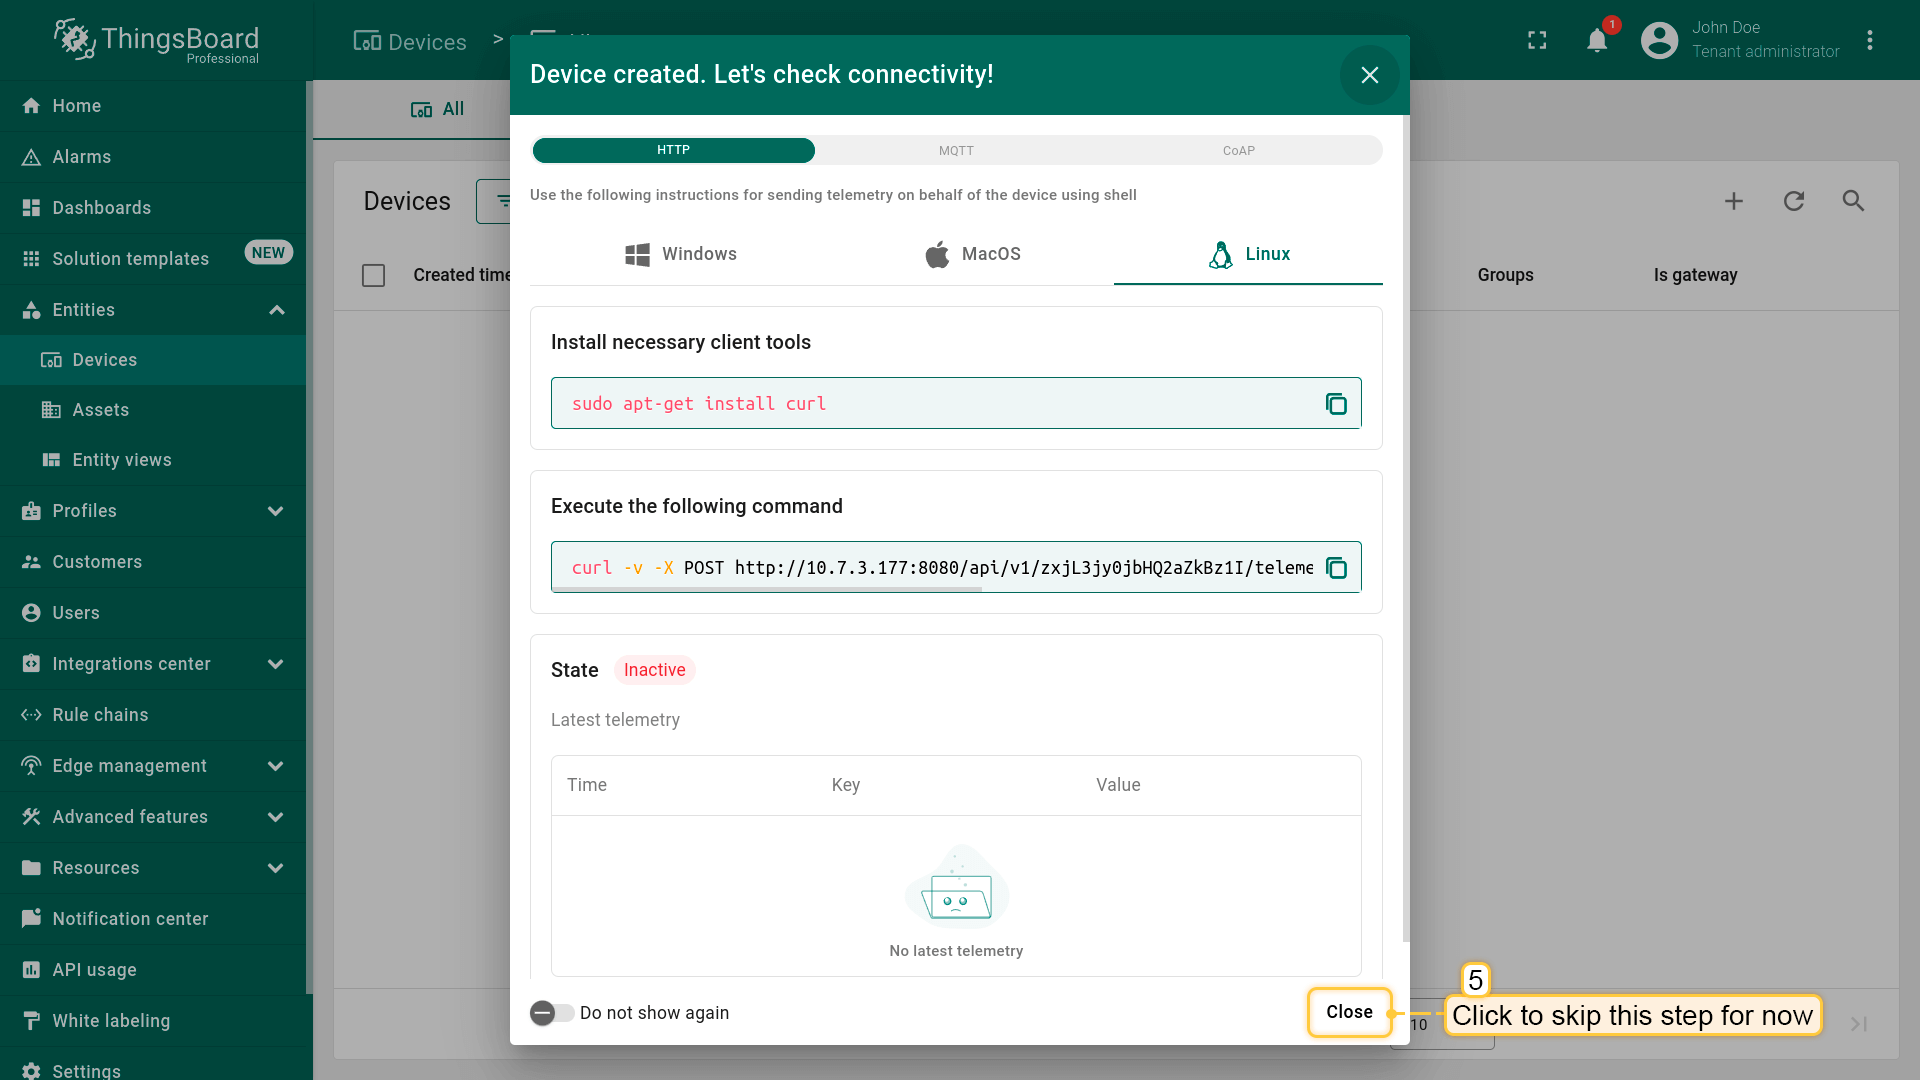 ThingsBoard
Professional
Devices >
1
John Doe
Tenant administrator
Home
Alarms
Dashboards
Solution templates NEW
Entities
Devices
Assets
Entity views
Profiles
Customers
Users
Integrations center
Rule chains
Edge management
Advanced features
Resources
Notification center
API usage
White labeling
Settings
All
Devices
Created time
Groups
Is gateway
10
Device created. Let's check connectivity!
HTTP MQTT CoAP
Use the following instructions for sending telemetry on behalf of the device using shell
Windows MacOS Linux
Install necessary client tools
sudo apt-get install curl
Execute the following command
curl -v -X POST http://10.7.3.177:8080/api/v1/zxjL3jy0jbHQ2aZkBz1I/teleme
State Inactive
Latest telemetry
Time Key Value
No latest telemetry
Do not show again
Close
5
Click to skip this step for now